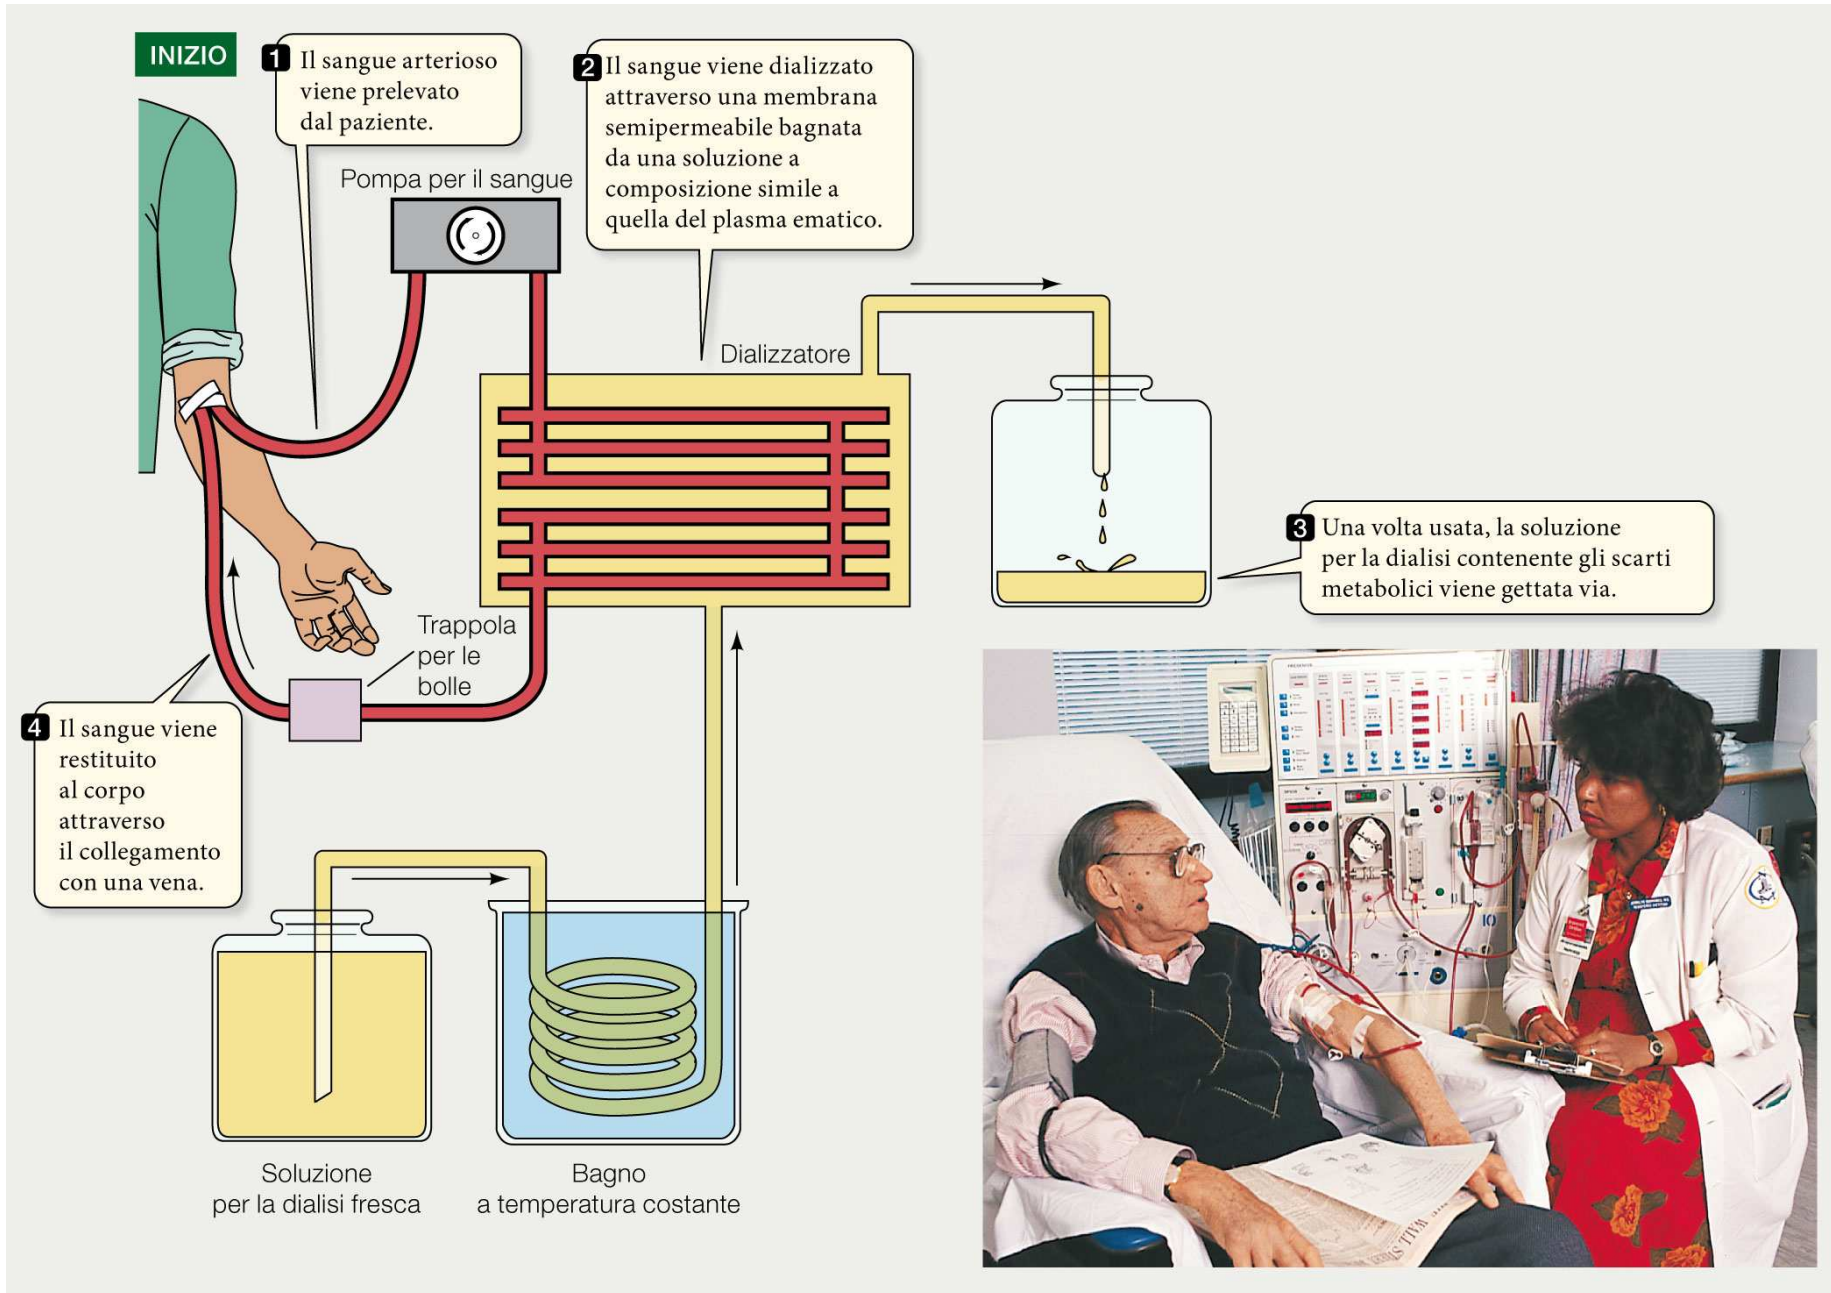 INIZIO
1 Il sangue arterioso
viene prelevato
dal paziente.
2 Il sangue viene dializzato
attraverso una membrana
semipermeabile bagnata
da una soluzione a
composizione simile a
quella del plasma ematico.
Pompa per il sangue
Dializzatore
3 Una volta usata, la soluzione
per la dialisi contenente gli scarti
metabolici viene gettata via.
Trappola
per le
bolle
4 Il sangue viene
restituito
al corpo
attraverso
il collegamento
con una vena.
Soluzione
per la dialisi fresca
Bagno
a temperatura costante
WALL